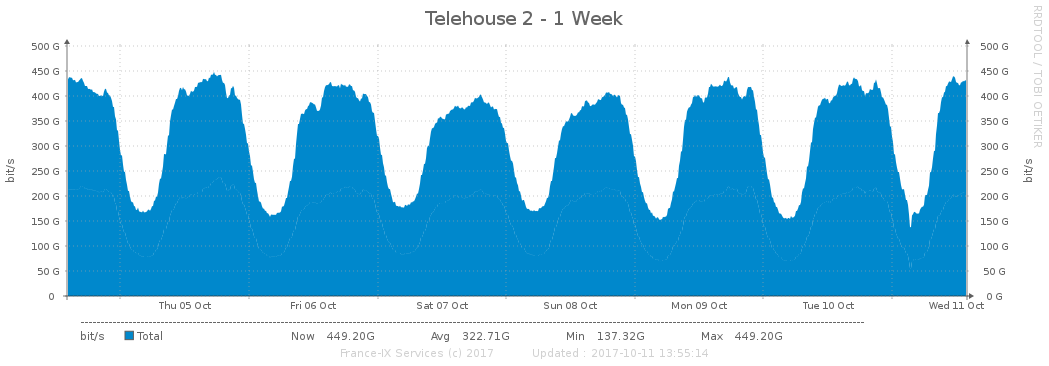 Telehouse 2 - 1 Week
RRDTOOL / TOBI OETIKER
bit/s
500 G
450 G
400 G
350 G
300 G
250 G
200 G
150 G
100 G
50 G
0
500 G
450 G
400 G
350 G
300 G
250 G
200 G
150 G
100 G
50 G
0 G
bit/s
Thu 05 Oct Fri 06 Oct Sat 07 Oct Sun 08 Oct Mon 09 Oct Tue 10 Oct Wed 11 Oct
bit/s Total Now 449.20G Avg 322.71G Min 137.32G Max 449.20G
France-IX Services (c) 2017 Updated : 2017-10-11 13:55:14